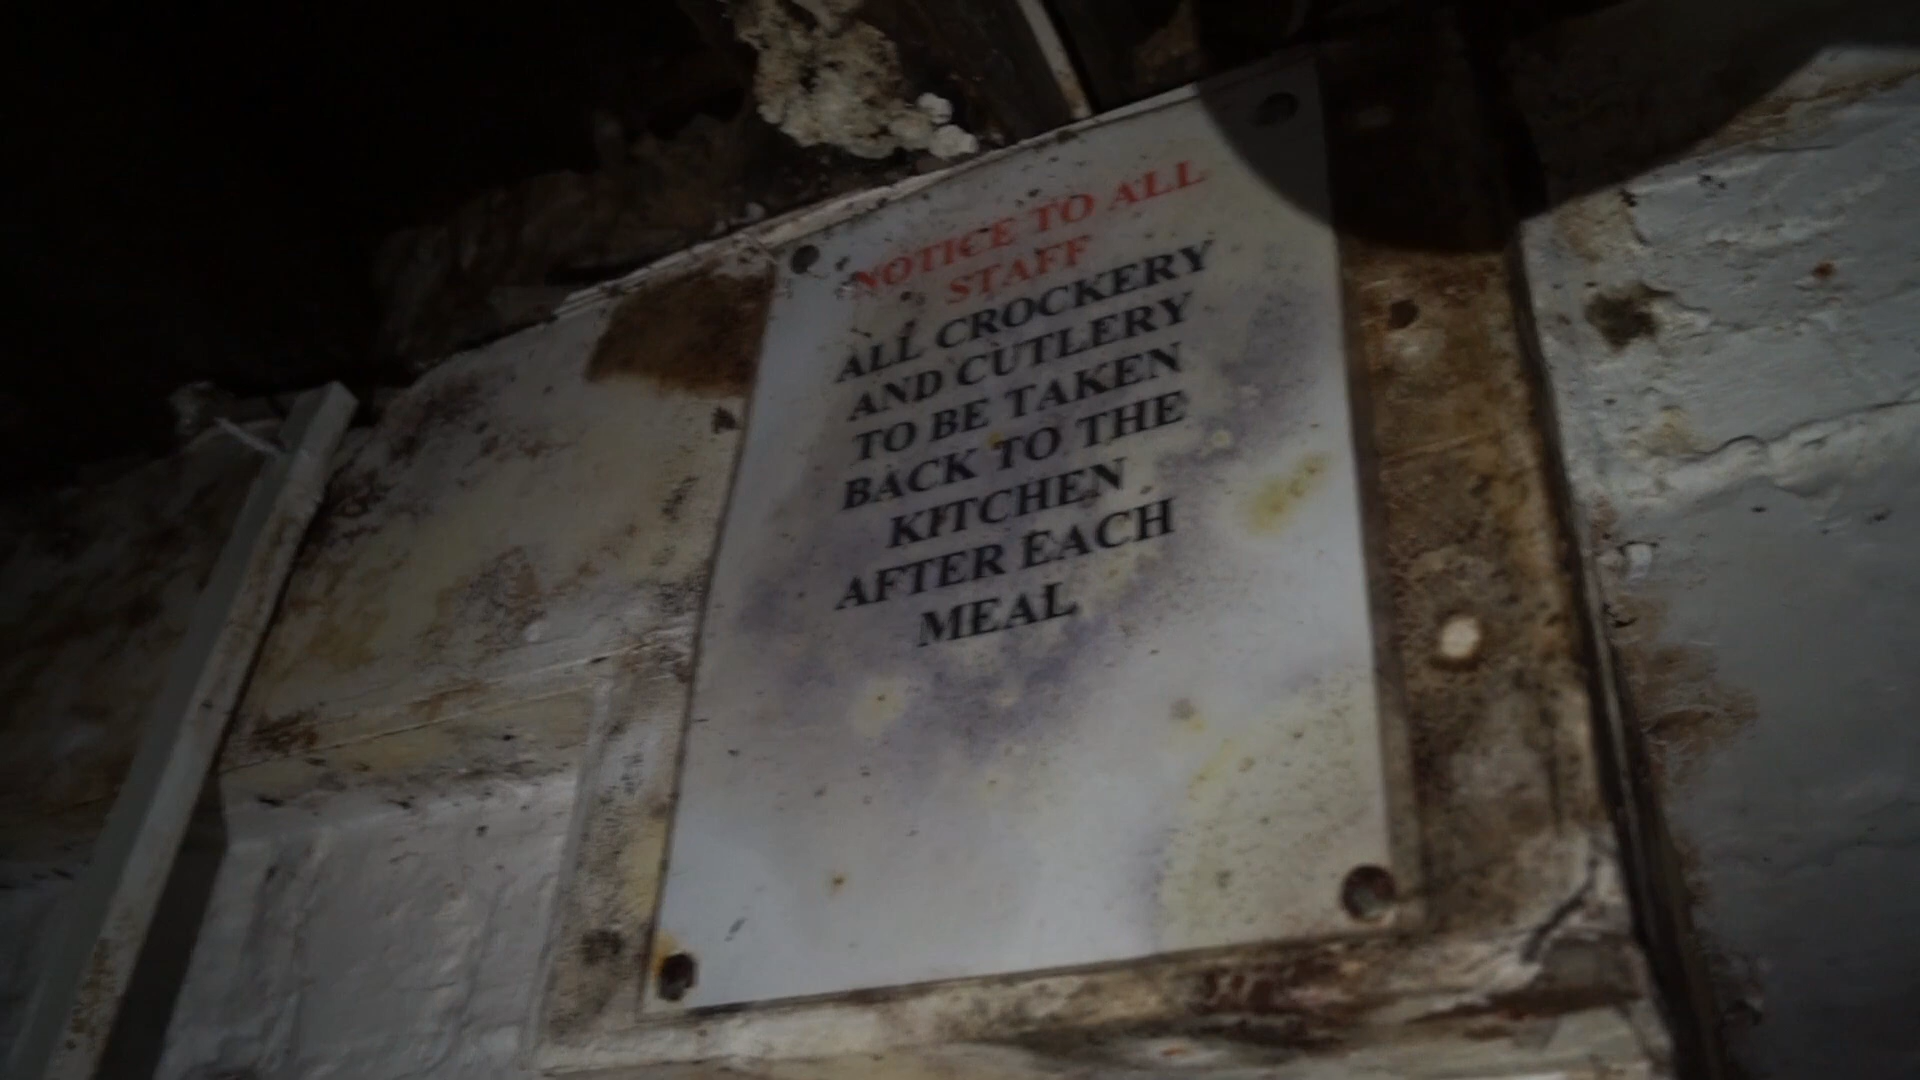 NOTICE TO ALL
STAFF
ALL CROCKERY
AND CUTLERY
TO BE TAKEN
BACK TO THE
KITCHEN
AFTER EACH
MEAL